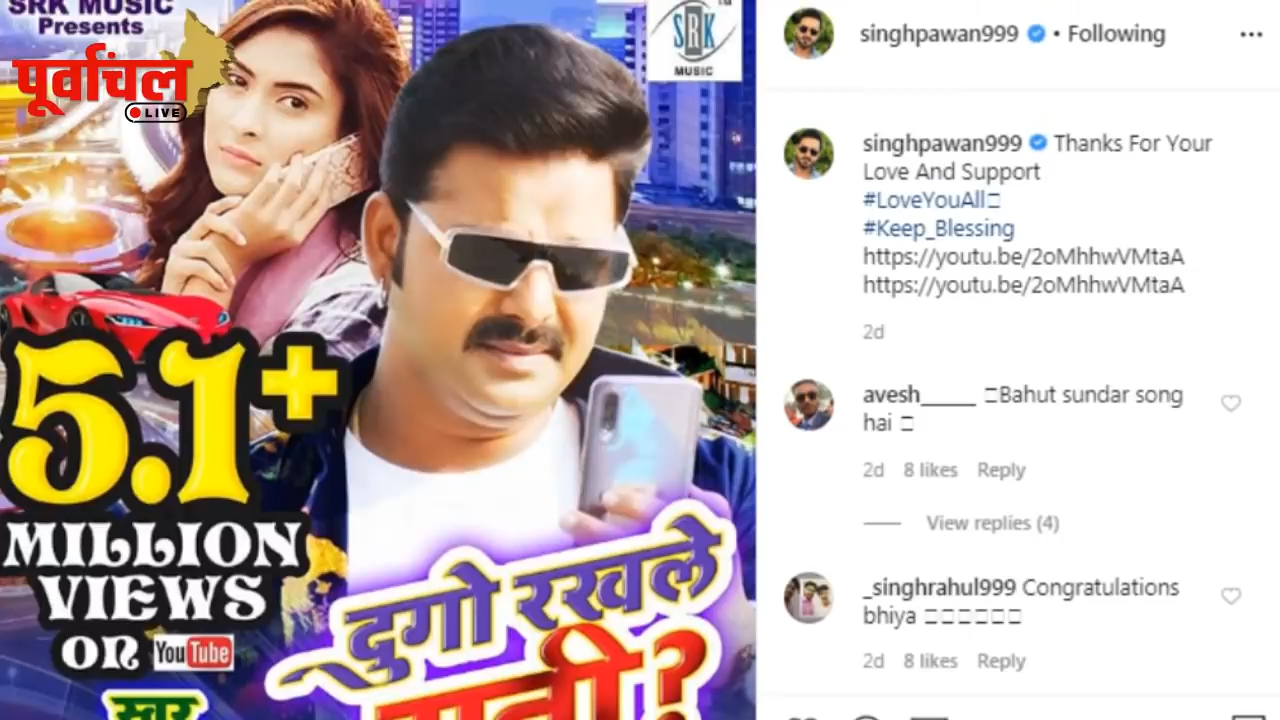 SRK MUSIC
Presents
पूर्वांचल
LIVE
SRK
MUSIC
5.1+
MILLION
VIEWS
ON YouTube
स्वर
दुगो रखले
?
singhpawan999 • Following
singhpawan999 Thanks For Your
Love And Support
#LoveYouAll
#Keep_Blessing
https://youtu.be/2oMhhwVMtaA
https://youtu.be/2oMhhwVMtaA
2d
avesh_____ Bahut sundar song
hai
2d 8 likes Reply
View replies (4)
_singhrahul999 Congratulations
bhiya
2d 8 likes Reply